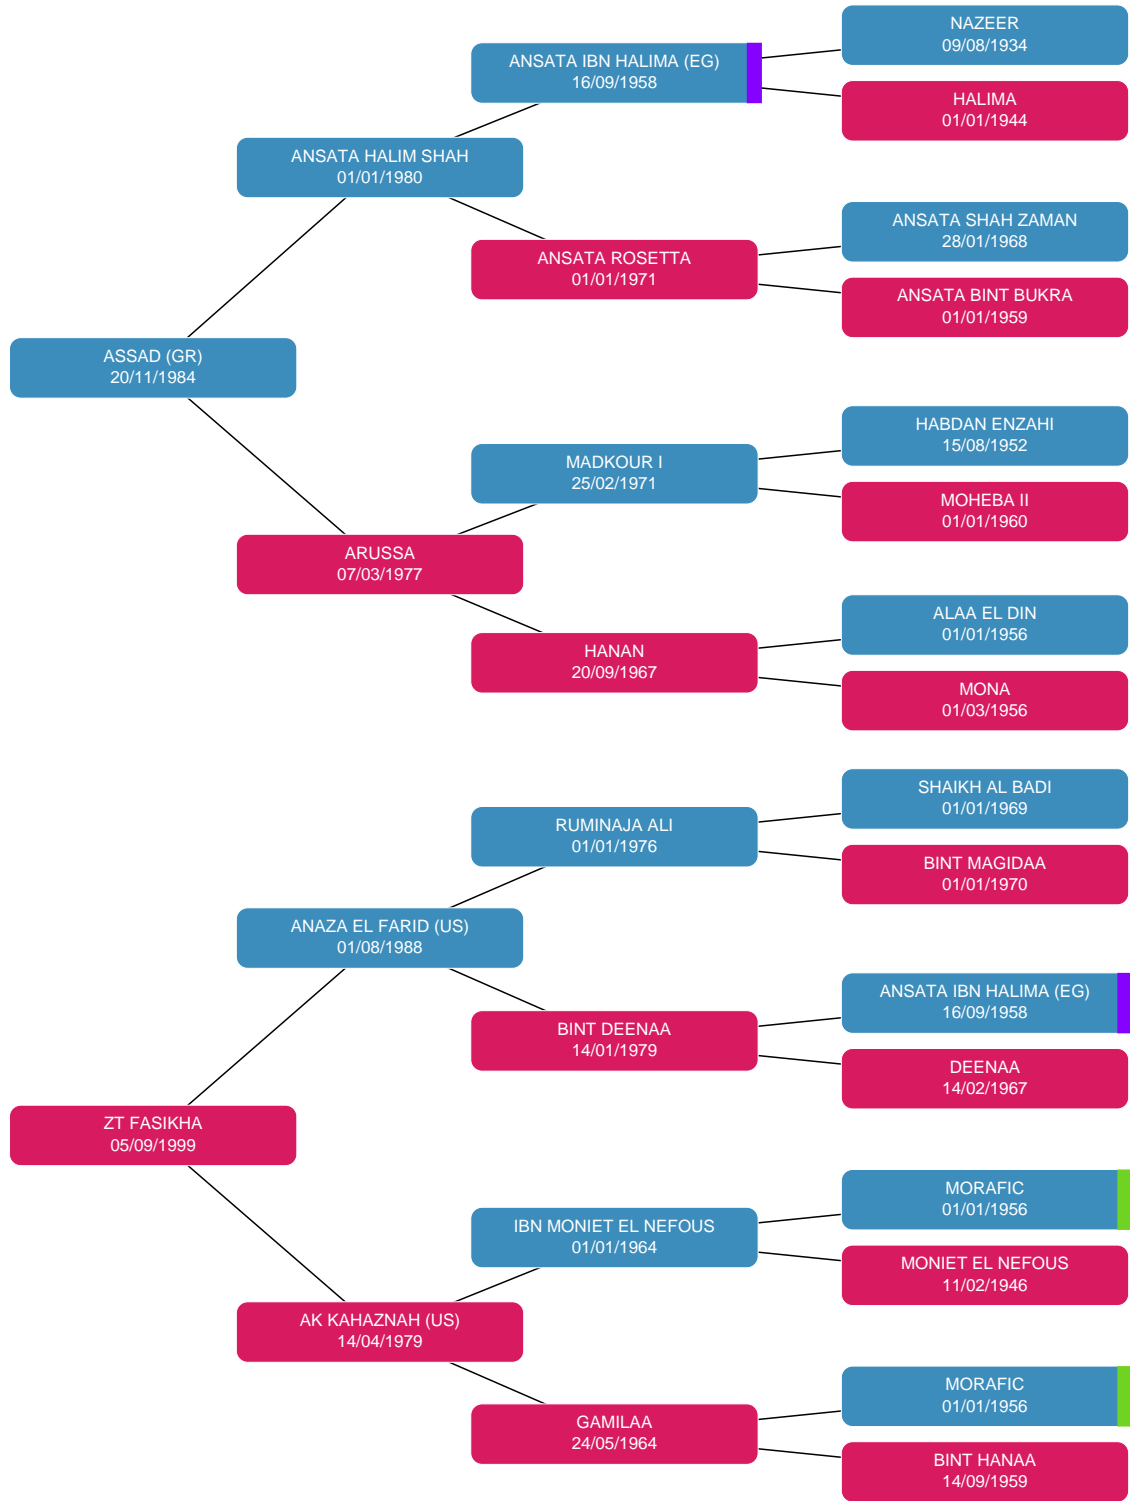 NAZEER
09/08/1934
ANSATA IBN HALIMA (EG)
16/09/1958
HALIMA
01/01/1944
ANSATA HALIM SHAH
01/01/1980
ANSATA SHAH ZAMAN
28/01/1968
ANSATA ROSETTA
01/01/1971
ANSATA BINT BUKRA
01/01/1959
ASSAD (GR)
20/11/1984
HABDAN ENZAHI
15/08/1952
MADKOUR I
25/02/1971
MOHEBA II
01/01/1960
ARUSSA
07/03/1977
ALAA EL DIN
01/01/1956
HANAN
20/09/1967
MONA
01/03/1956
SHAIKH AL BADI
01/01/1969
RUMINAJA ALI
01/01/1976
BINT MAGIDAA
01/01/1970
ANAZA EL FARID (US)
01/08/1988
ANSATA IBN HALIMA (EG)
16/09/1958
BINT DEENAA
14/01/1979
DEENAA
14/02/1967
ZT FASIKHA
05/09/1999
MORAFIC
01/01/1956
IBN MONIET EL NEFOUS
01/01/1964
MONIET EL NEFOUS
11/02/1946
AK KAHAZNAH (US)
14/04/1979
MORAFIC
01/01/1956
GAMILAA
24/05/1964
BINT HANAA
14/09/1959